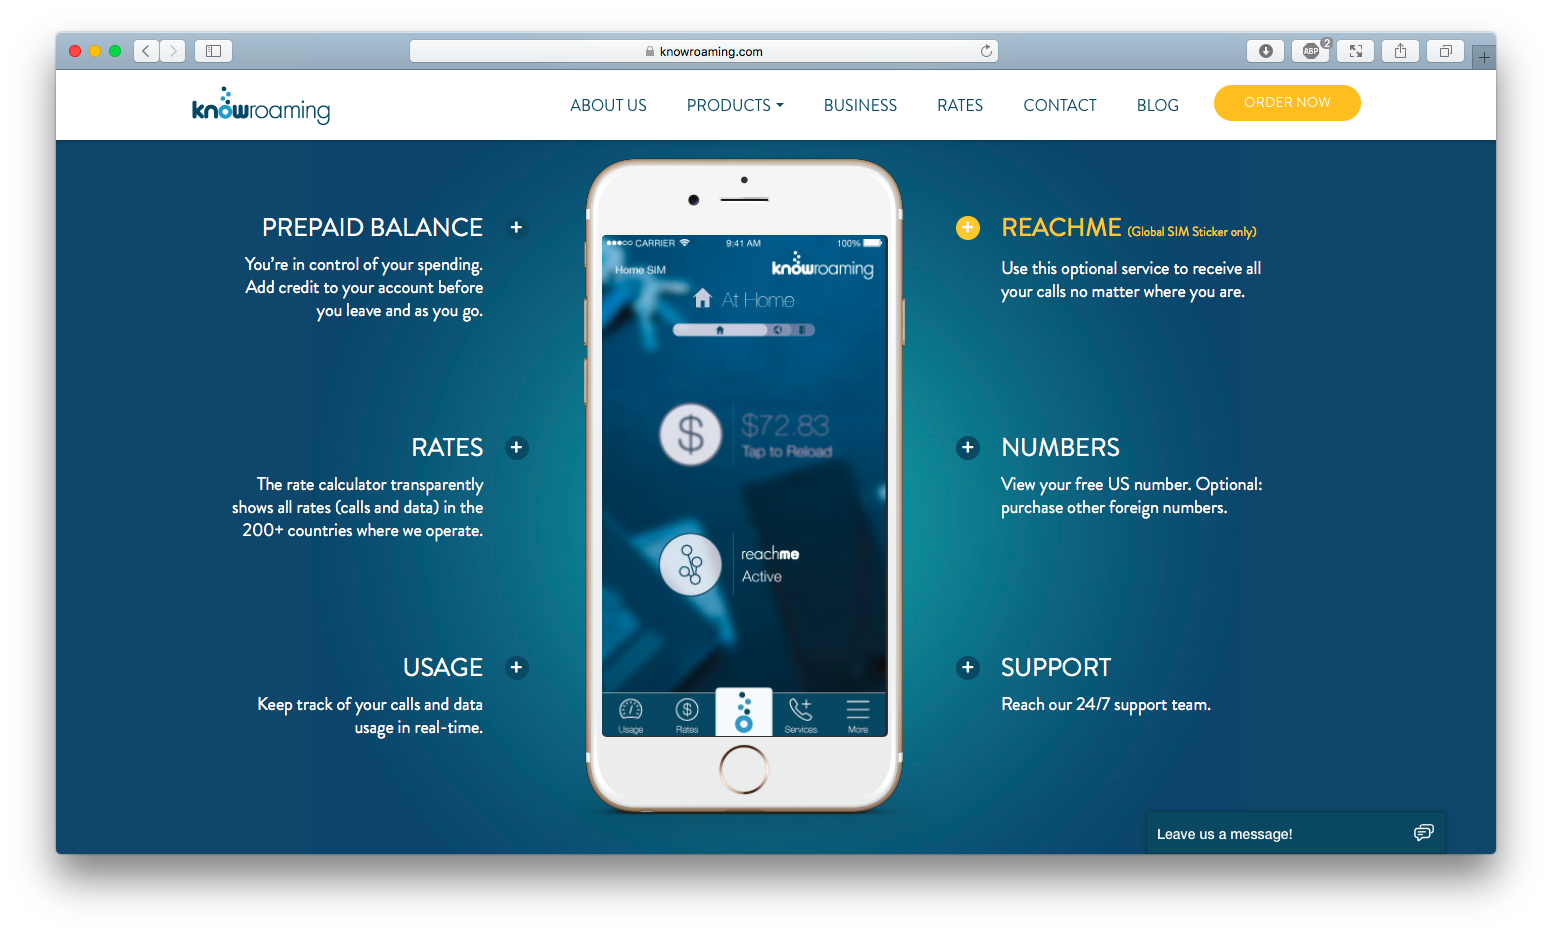 knowroaming.com
ABP
2
knowroaming
ABOUT US
PRODUCTS
BUSINESS
RATES
CONTACT
BLOG
ORDER NOW
PREPAID BALANCE
You're in control of your spending.
Add credit to your account before
you leave and as you go.
RATES
The rate calculator transparently
shows all rates (calls and data) in the
200+ countries where we operate.
USAGE
Keep track of your calls and data
usage in real-time.
CARRIER
9:41 AM
100%
Home SIM
knowroaming
At Home
$72.83
Tap to Reload
reachme
Active
Usage
Rates
Services
More
REACHME (Global SIM Sticker only)
Use this optional service to receive all
your calls no matter where you are.
NUMBERS
View your free US number. Optional:
purchase other foreign numbers.
SUPPORT
Reach our 24/7 support team.
Leave us a message!